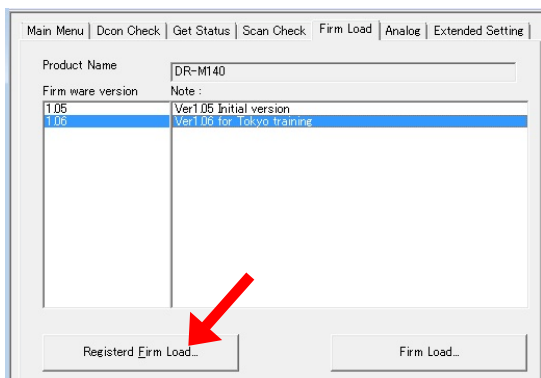 Main Menu Dcon Check Get Status Scan Check Firm Load Analog Extended Setting
Product Name DR-M140
Firm ware version Note :
1.05 Ver1.05 Initial version
1.06 Ver1.06 for Tokyo training
Registerd Firm Load... Firm Load...